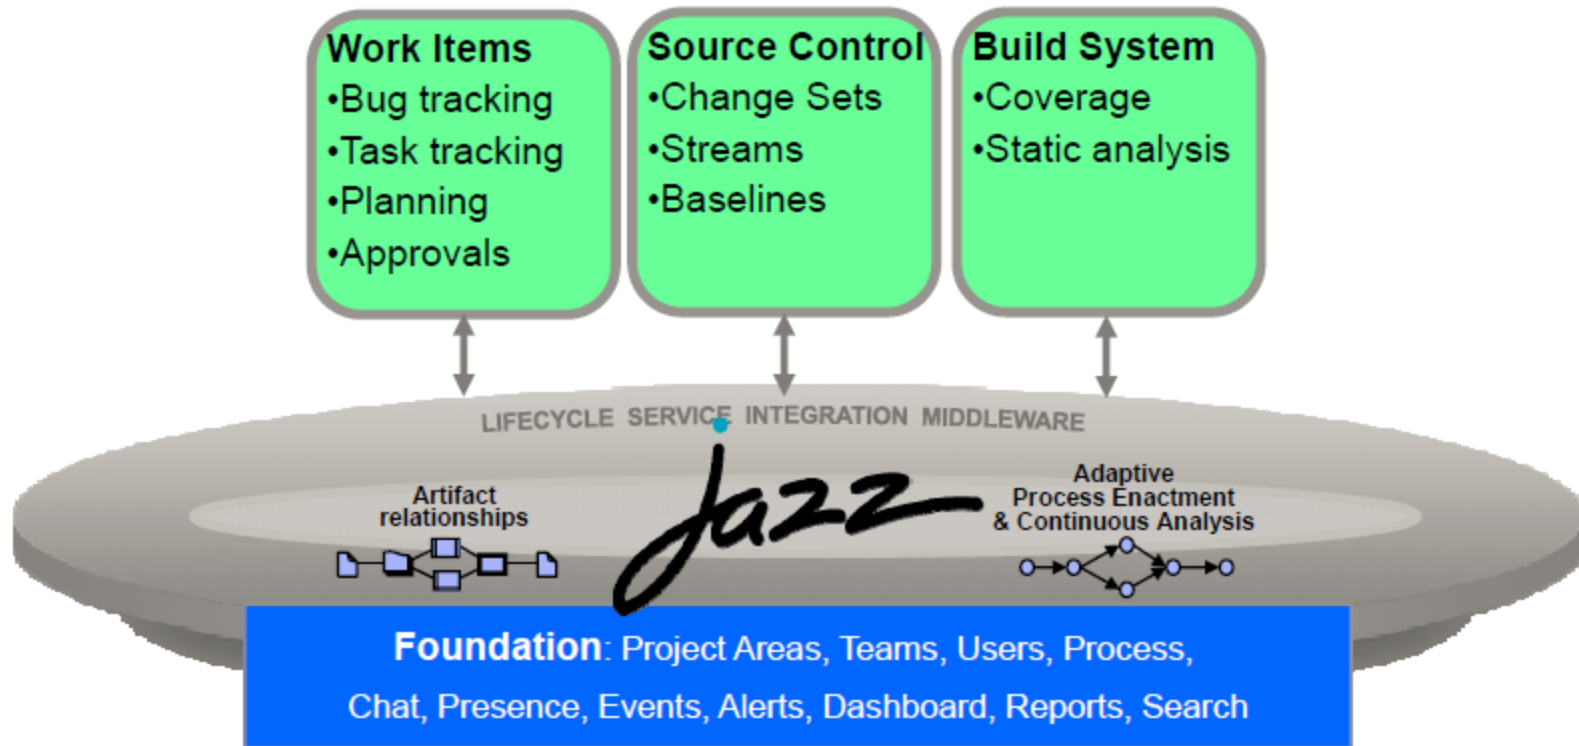 Work Items
•Bug tracking
•Task tracking
•Planning
•Approvals
Source Control
•Change Sets
•Streams
•Baselines
Build System
•Coverage
•Static analysis
LIFECYCLE SERVICE INTEGRATION MIDDLEWARE
Artifact
relationships
jazz
Adaptive
Process Enactment
& Continuous Analysis
Foundation: Project Areas, Teams, Users, Process,
Chat, Presence, Events, Alerts, Dashboard, Reports, Search